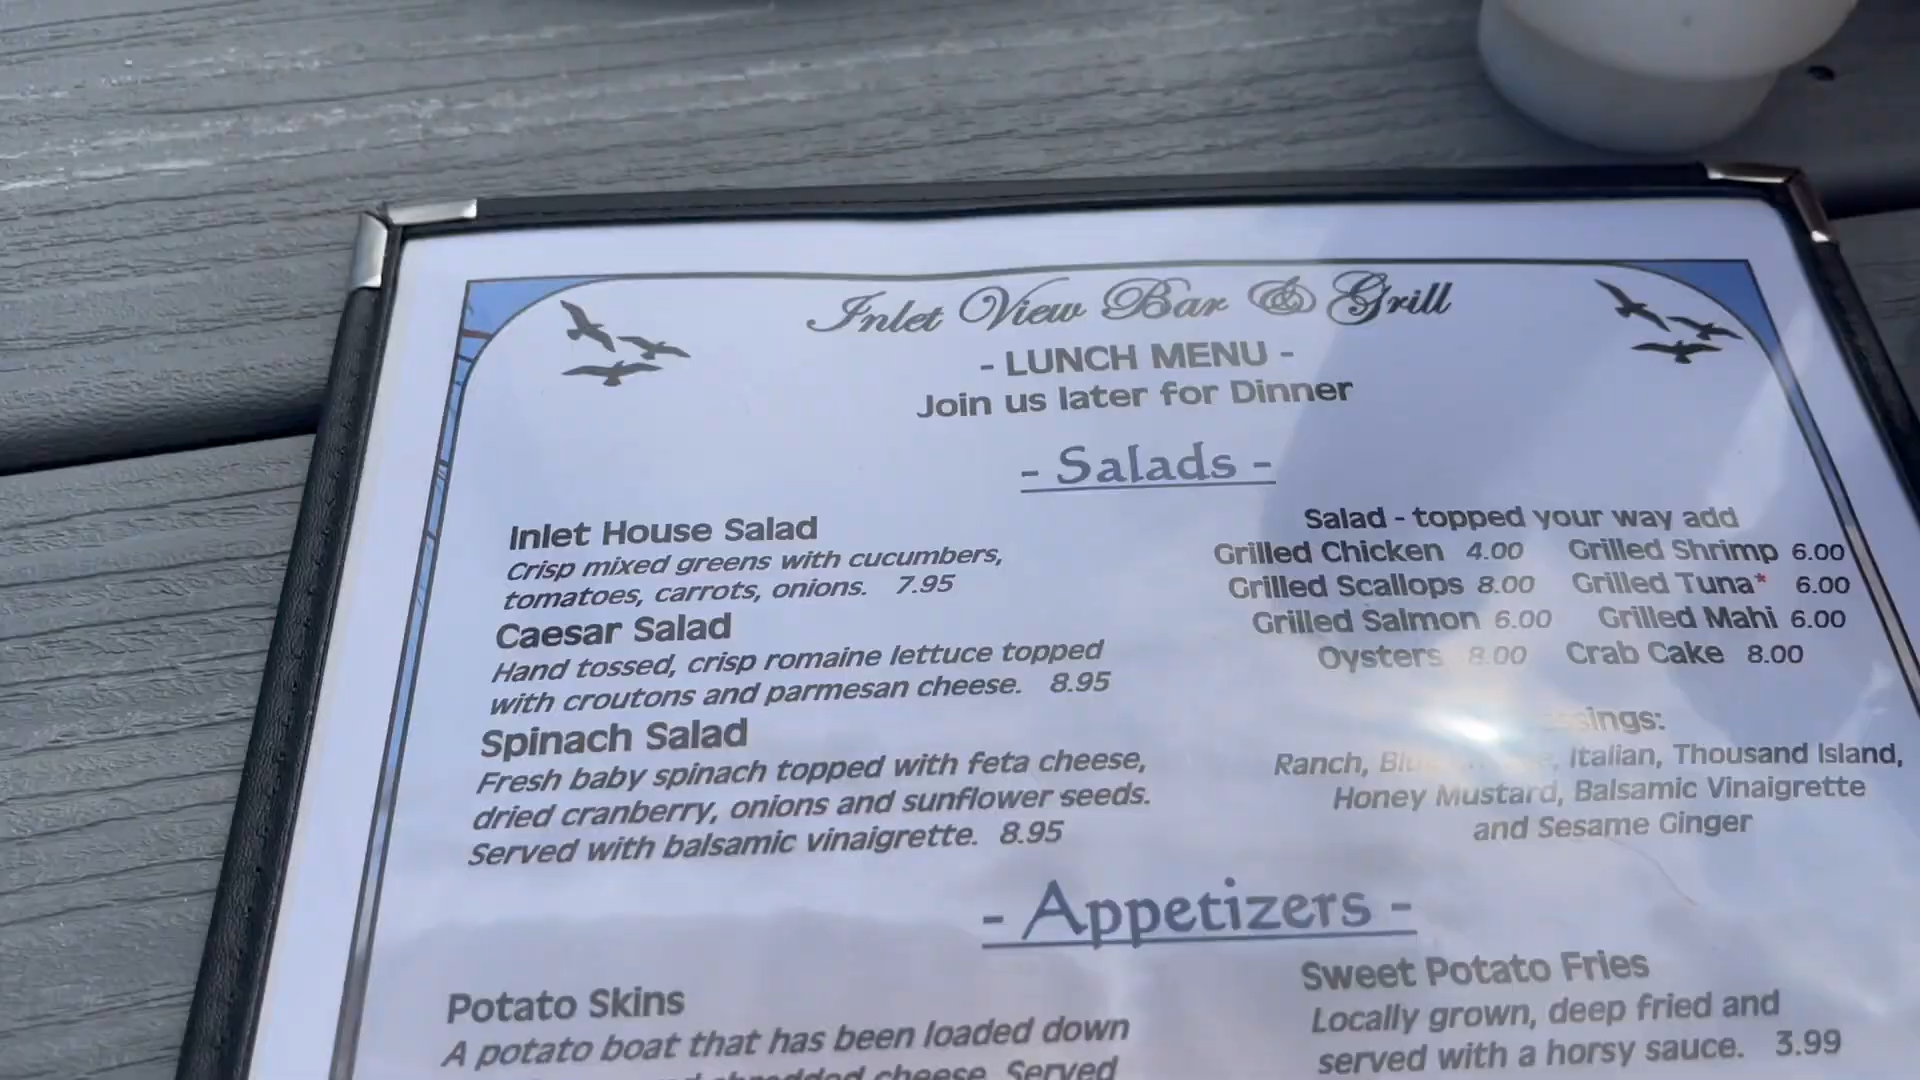 Inlet View Bar & Grill
- LUNCH MENU -
Join us later for Dinner
- Salads -
Inlet House Salad
Crisp mixed greens with cucumbers,
tomatoes, carrots, onions. 7.95
Caesar Salad
Hand tossed, crisp romaine lettuce topped
with croutons and parmesan cheese. 8.95
Spinach Salad
Fresh baby spinach topped with feta cheese,
dried cranberry, onions and sunflower seeds.
Served with balsamic vinaigrette. 8.95
Salad - topped your way add
Grilled Chicken 4.00 Grilled Shrimp 6.00
Grilled Scallops 8.00 Grilled Tuna* 6.00
Grilled Salmon 6.00 Grilled Mahi 6.00
Oysters 8.00 Crab Cake 8.00
Ranch, Italian, Thousand Island,
Honey Mustard, Balsamic Vinaigrette
and Sesame Ginger
- Appetizers -
Potato Skins
A potato boat that has been loaded down
shredded cheese. Served
Sweet Potato Fries
Locally grown, deep fried and
served with a horsy sauce. 3.99